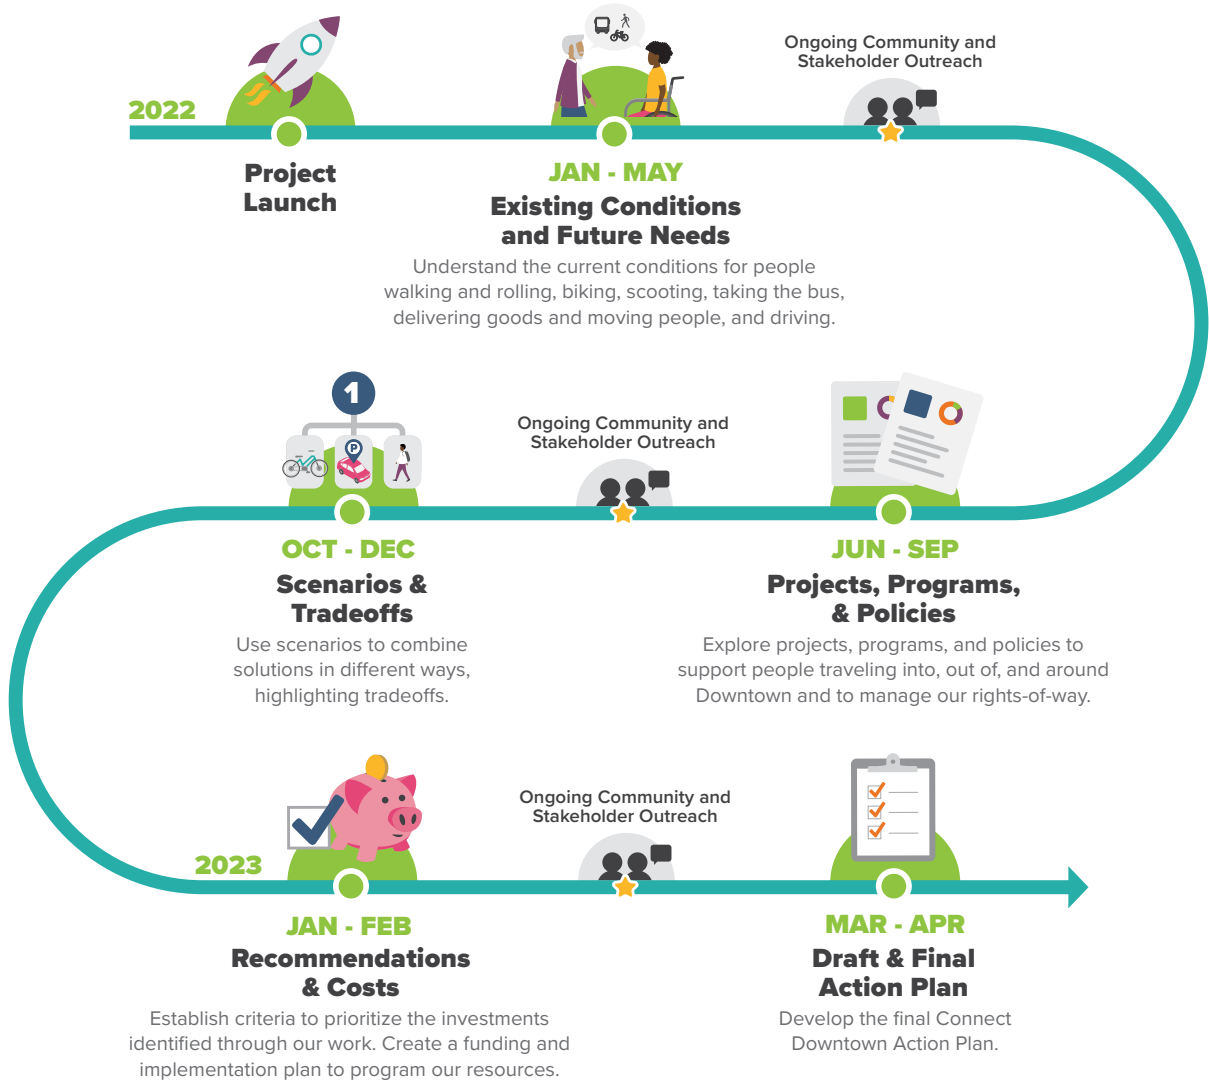 2022
Project
Launch
JAN - MAY
Existing Conditions
and Future Needs
Understand the current conditions for people
walking and rolling, biking, scooting, taking the bus,
delivering goods and moving people, and driving.
Ongoing Community and
Stakeholder Outreach
JUN - SEP
Projects, Programs,
& Policies
Explore projects, programs, and policies to
support people traveling into, out of, and around
Downtown and to manage our rights-of-way.
Ongoing Community and
Stakeholder Outreach
1
P
OCT - DEC
Scenarios &
Tradeoffs
Use scenarios to combine
solutions in different ways,
highlighting tradeoffs.
2023
JAN - FEB
Recommendations
& Costs
Establish criteria to prioritize the investments
identified through our work. Create a funding and
implementation plan to program our resources.
Ongoing Community and
Stakeholder Outreach
MAR - APR
Draft & Final
Action Plan
Develop the final Connect
Downtown Action Plan.